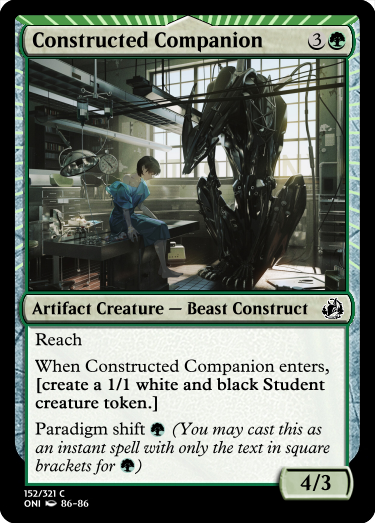 Constructed Companion 3
Artifact Creature — Beast Construct
Reach
When Constructed Companion enters,
[create a 1/1 white and black Student
creature token.]
Paradigm shift (You may cast this as
an instant spell with only the text in square
brackets for )
4/3
152/321 C
ONI 86-86